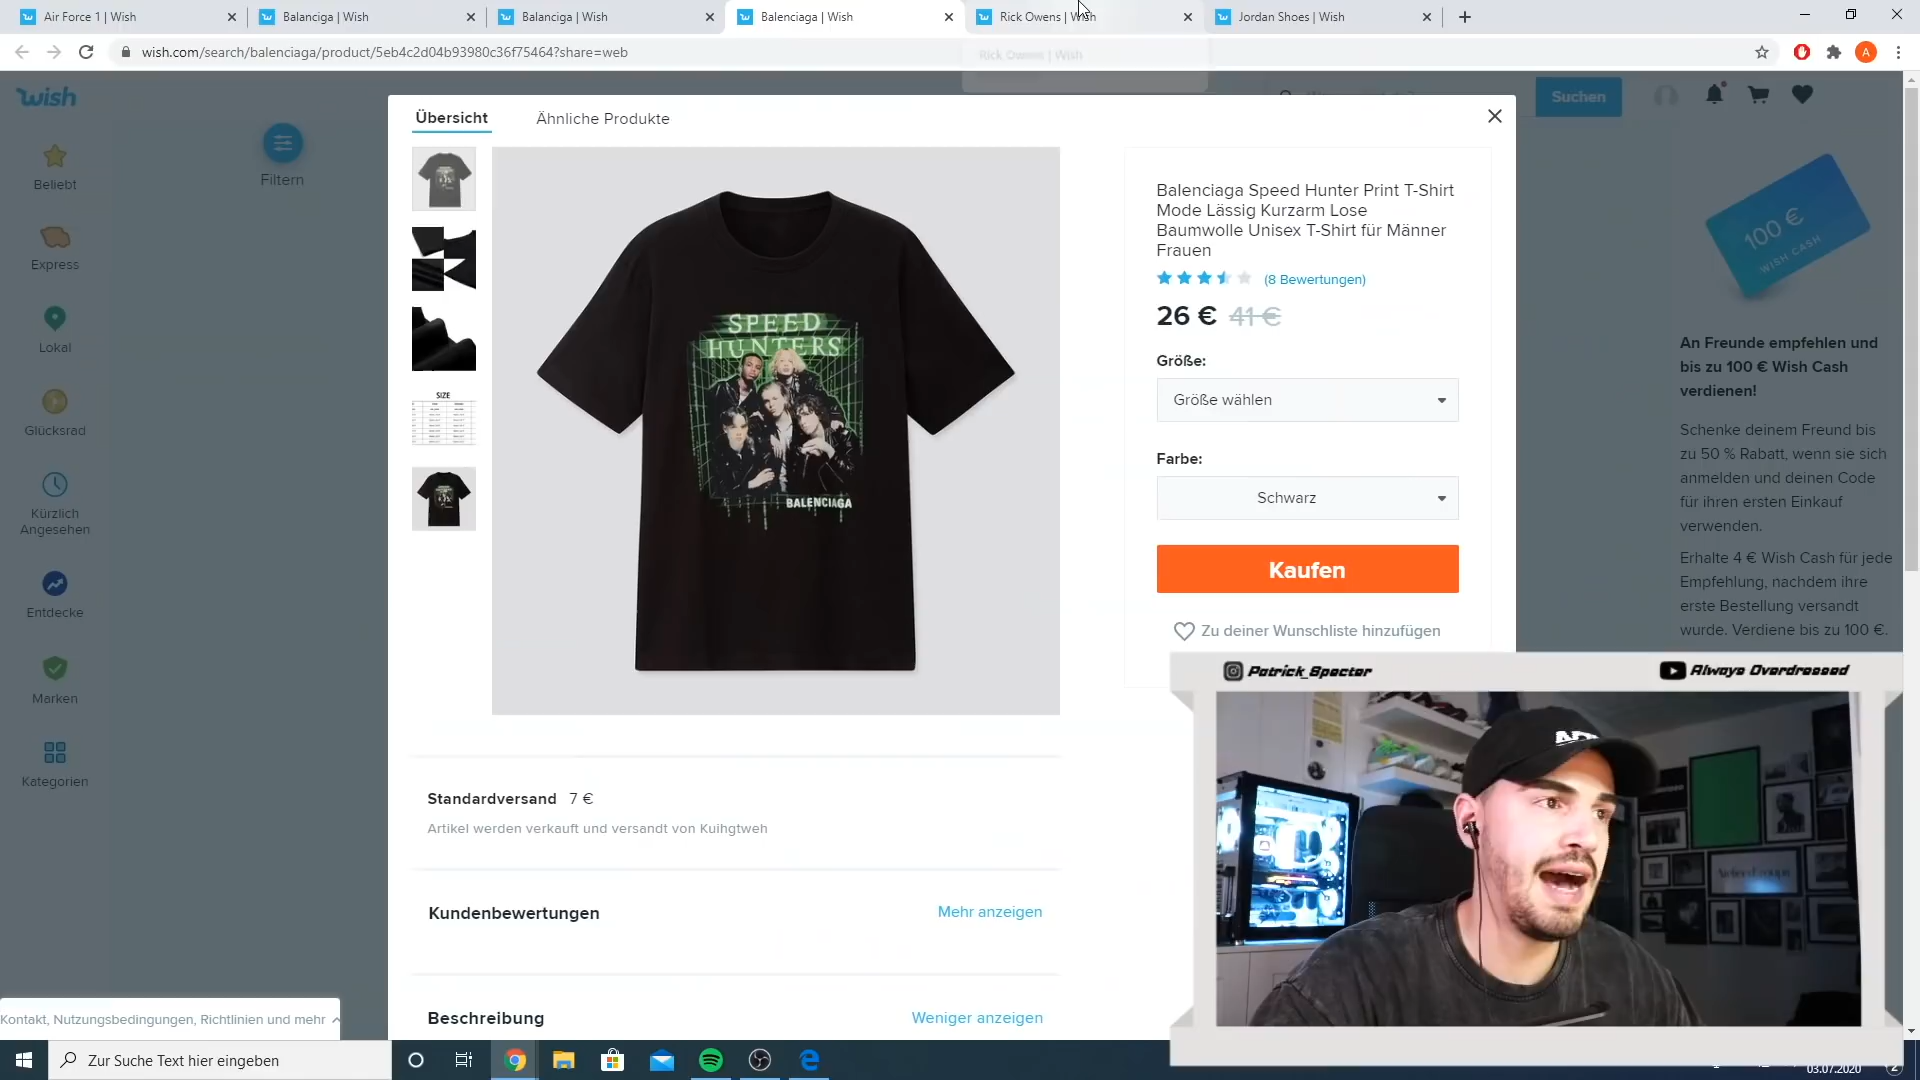 Air Force 1 | Wish
Balanciga | Wish
Balanciga | Wish
Balenciaga | Wish
Rick Owens | Wish
Jordan Shoes | Wish
wish.com/search/balenciaga/product/5eb4c2d04b93980c36f75464?share=web
A
Rick Owens | Wish
wish
Suchen
Übersicht
Ähnliche Produkte
Filtern
Beliebt
Express
Lokal
Glücksrad
Kürzlich
Angesehen
Entdecke
Marken
Kategorien
SIZE
SPEED
HUNTERS
BALENCIAGA
Balenciaga Speed Hunter Print T-Shirt
Mode Lässig Kurzarm Lose
Baumwolle Unisex T-Shirt für Männer
Frauen
(8 Bewertungen)
26 € 41 €
Größe:
Größe wählen
Farbe:
Schwarz
Kaufen
Zu deiner Wunschliste hinzufügen
100 €
WISH CASH
An Freunde empfehlen und
bis zu 100 € Wish Cash
verdienen!
Schenke deinem Freund bis
zu 50 % Rabatt, wenn sie sich
anmelden und deinen Code
für ihren ersten Einkauf
verwenden.
Erhalte 4 € Wish Cash für jede
Empfehlung, nachdem ihre
erste Bestellung versandt
wurde. Verdiene bis zu 100 €.
Standardversand 7 €
Artikel werden verkauft und versandt von Kuihgtweh
Kundenbewertungen
Mehr anzeigen
Beschreibung
Weniger anzeigen
Patrick_Specter
Always Overdressed
Kontakt, Nutzungsbedingungen, Richtlinien und mehr
Zur Suche Text hier eingeben
03.07.2020
2